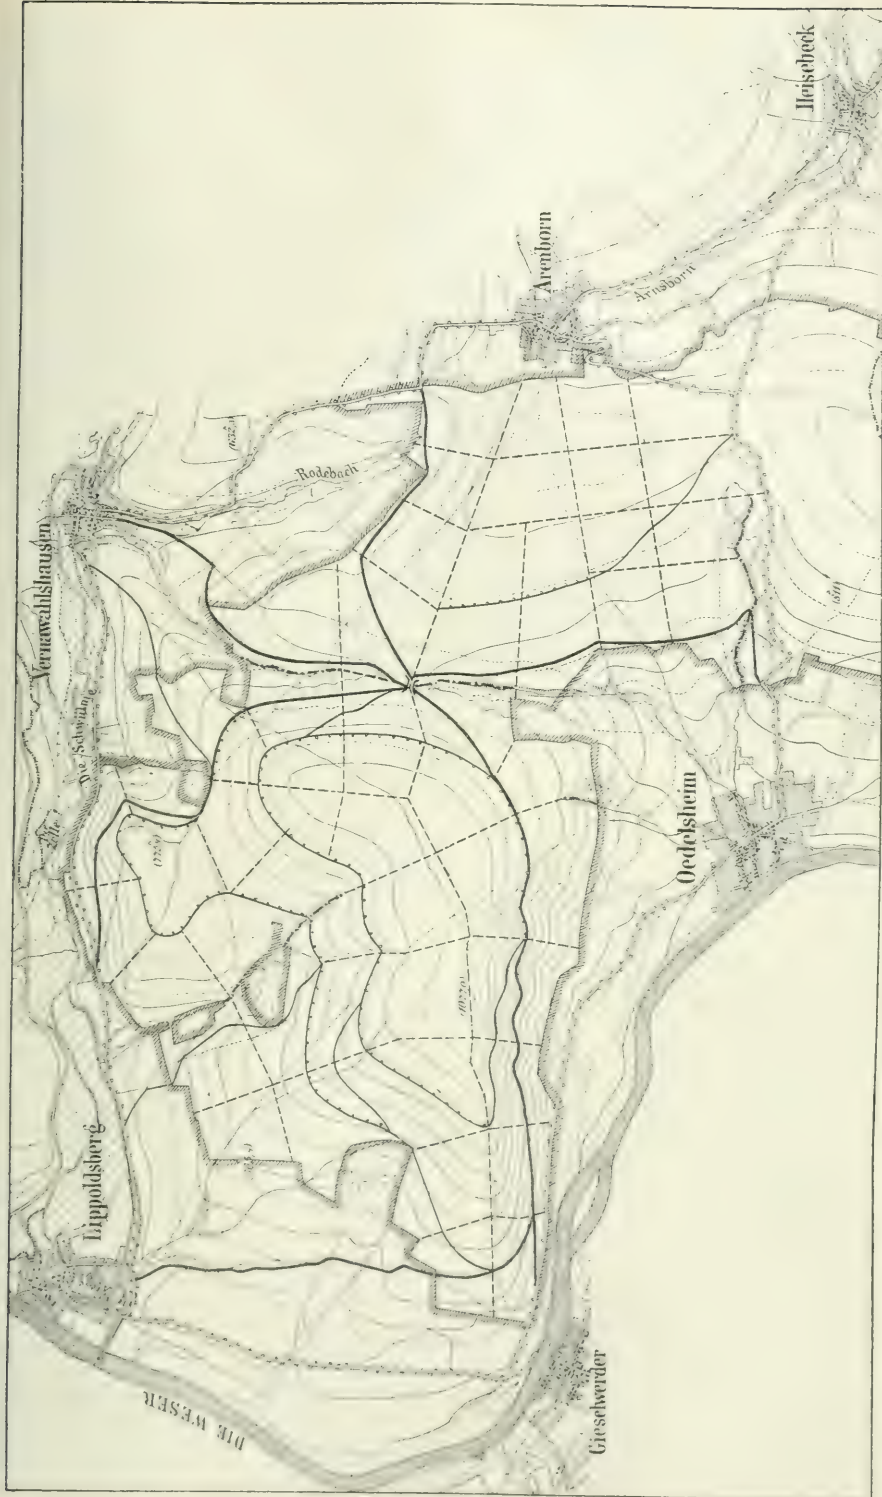 Heisebeck
Arenborn
Arnsborn
Vernawahlshausen
Rodebach
Die Schwülme
Oedelsheim
Lippoldsberg
DIE WESER
Gieselwerder